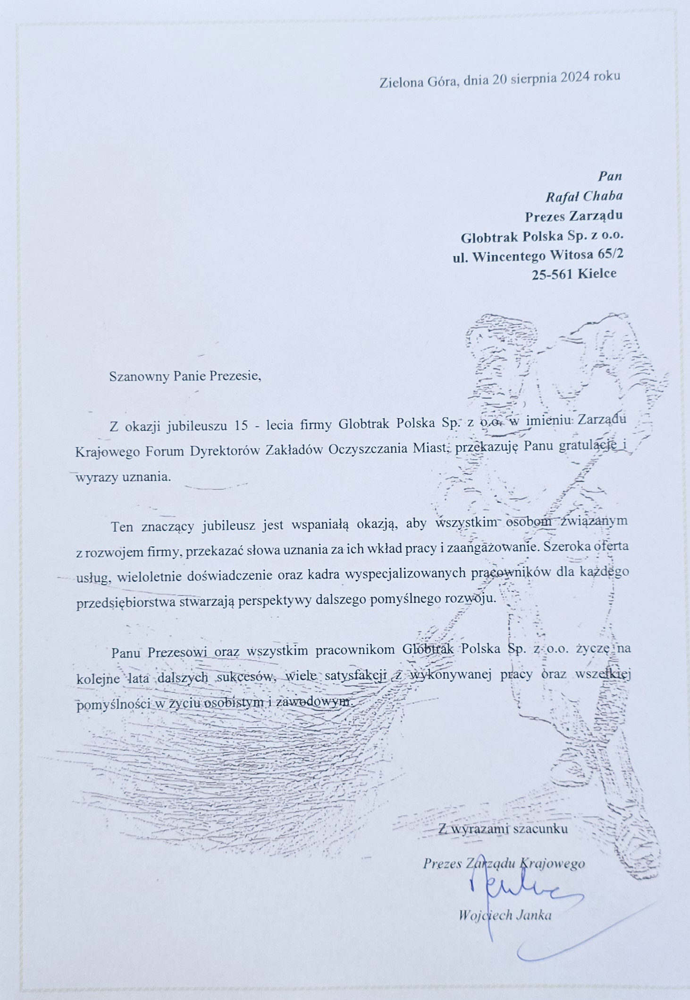 Zielona Góra, dnia 20 sierpnia 2024 roku
Pan
Rafał Chaba
Prezes Zarządu
Globtrak Polska Sp. z o.o.
ul. Wincentego Witosa 65/2
25-561 Kielce
Szanowny Panie Prezesie,
Z okazji jubileuszu 15 - lecia firmy Globtrak Polska Sp. z o.o. w imieniu Zarządu
Krajowego Forum Dyrektorów Zakładów Oczyszczania Miast, przekazuję Panu gratulacje i
wyrazy uznania.
Ten znaczący jubileusz jest wspaniałą okazją, aby wszystkim osobom związanym
z rozwojem firmy, przekazać słowa uznania za ich wkład pracy i zaangażowanie. Szeroka oferta
usług, wieloletnie doświadczenie oraz kadra wyspecjalizowanych pracowników dla każdego
przedsiębiorstwa stwarzają perspektywy dalszego pomyślnego rozwoju.
Panu Prezesowi oraz wszystkim pracownikom Globtrak Polska Sp. z o.o. życzę na
kolejne lata dalszych sukcesów, wiele satysfakcji z wykonywanej pracy oraz wszelkiej
pomyślności w życiu osobistym i zawodowym.
Z wyrazami szacunku
Prezes Zarządu Krajowego
Wojciech Janka